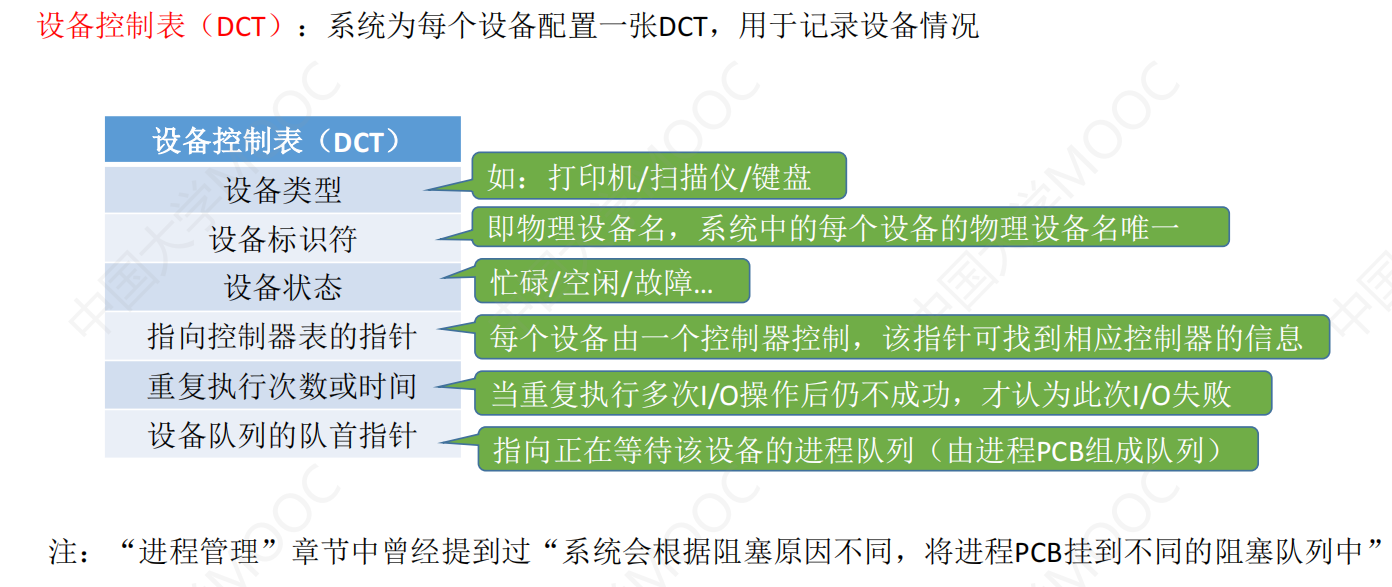 设备控制表（DCT）：系统为每个设备配置一张DCT，用于记录设备情况
设备控制表（DCT）
设备类型
如：打印机/扫描仪/键盘
设备标识符
即物理设备名，系统中的每个设备的物理设备名唯一
设备状态
忙碌/空闲/故障...
指向控制器表的指针
每个设备由一个控制器控制，该指针可找到相应控制器的信息
重复执行次数或时间
当重复执行多次I/O操作后仍不成功，才认为此次I/O失败
设备队列的队首指针
指向正在等待该设备的进程队列（由进程PCB组成队列）
注：“进程管理”章节中曾经提到过“系统会根据阻塞原因不同，将进程PCB挂到不同的阻塞队列中”
中国大学MOOC
中国大学MOOC
中国大学MOOC
中国
MOOC
MOOC
MOOC